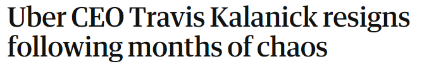 Uber CEO Travis Kalanick resigns
following months of chaos